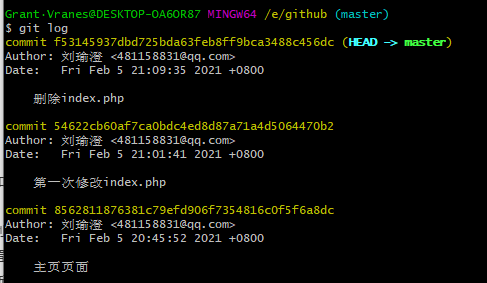 Grant·Vranes@DESKTOP-OA6OR87 MINGW64 /e/github (master)
$ git log
commit f53145937dbd725bda63feb8ff9bca3488c456dc (HEAD -> master)
Author: 刘瑜澄 <481158831@qq.com>
Date:   Fri Feb 5 21:09:35 2021 +0800
删除index.php
commit 54622cb60af7ca0bdc4ed8d87a71a4d5064470b2
Author: 刘瑜澄 <481158831@qq.com>
Date:   Fri Feb 5 21:01:41 2021 +0800
第一次修改index.php
commit 8562811876381c79efd906f7354816c0f5f6a8dc
Author: 刘瑜澄 <481158831@qq.com>
Date:   Fri Feb 5 20:45:52 2021 +0800
主页页面